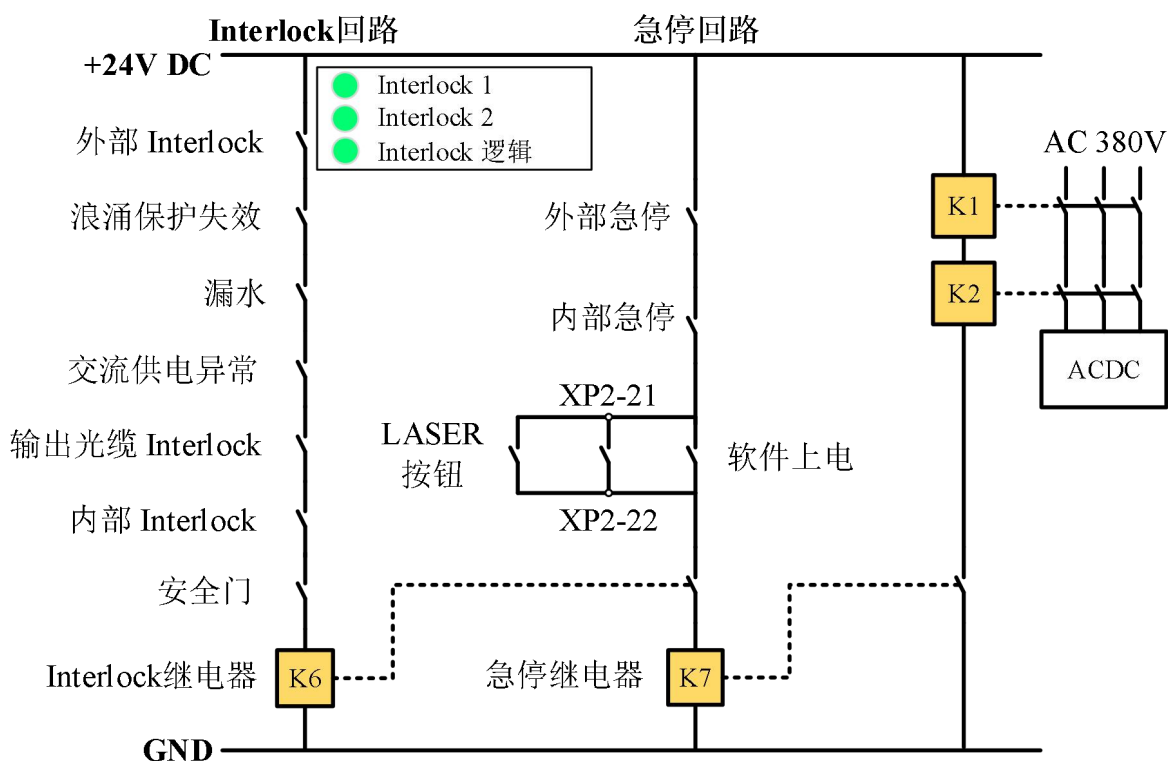 Interlock回路
急停回路
+24V DC
Interlock 1
Interlock 2
Interlock 逻辑
外部 Interlock
AC 380V
浪涌保护失效
外部急停
K1
漏水
K2
内部急停
交流供电异常
ACDC
XP2-21
LASER
按钮
输出光缆 Interlock
软件上电
内部 Interlock
XP2-22
安全门
Interlock继电器
K6
急停继电器
K7
GND